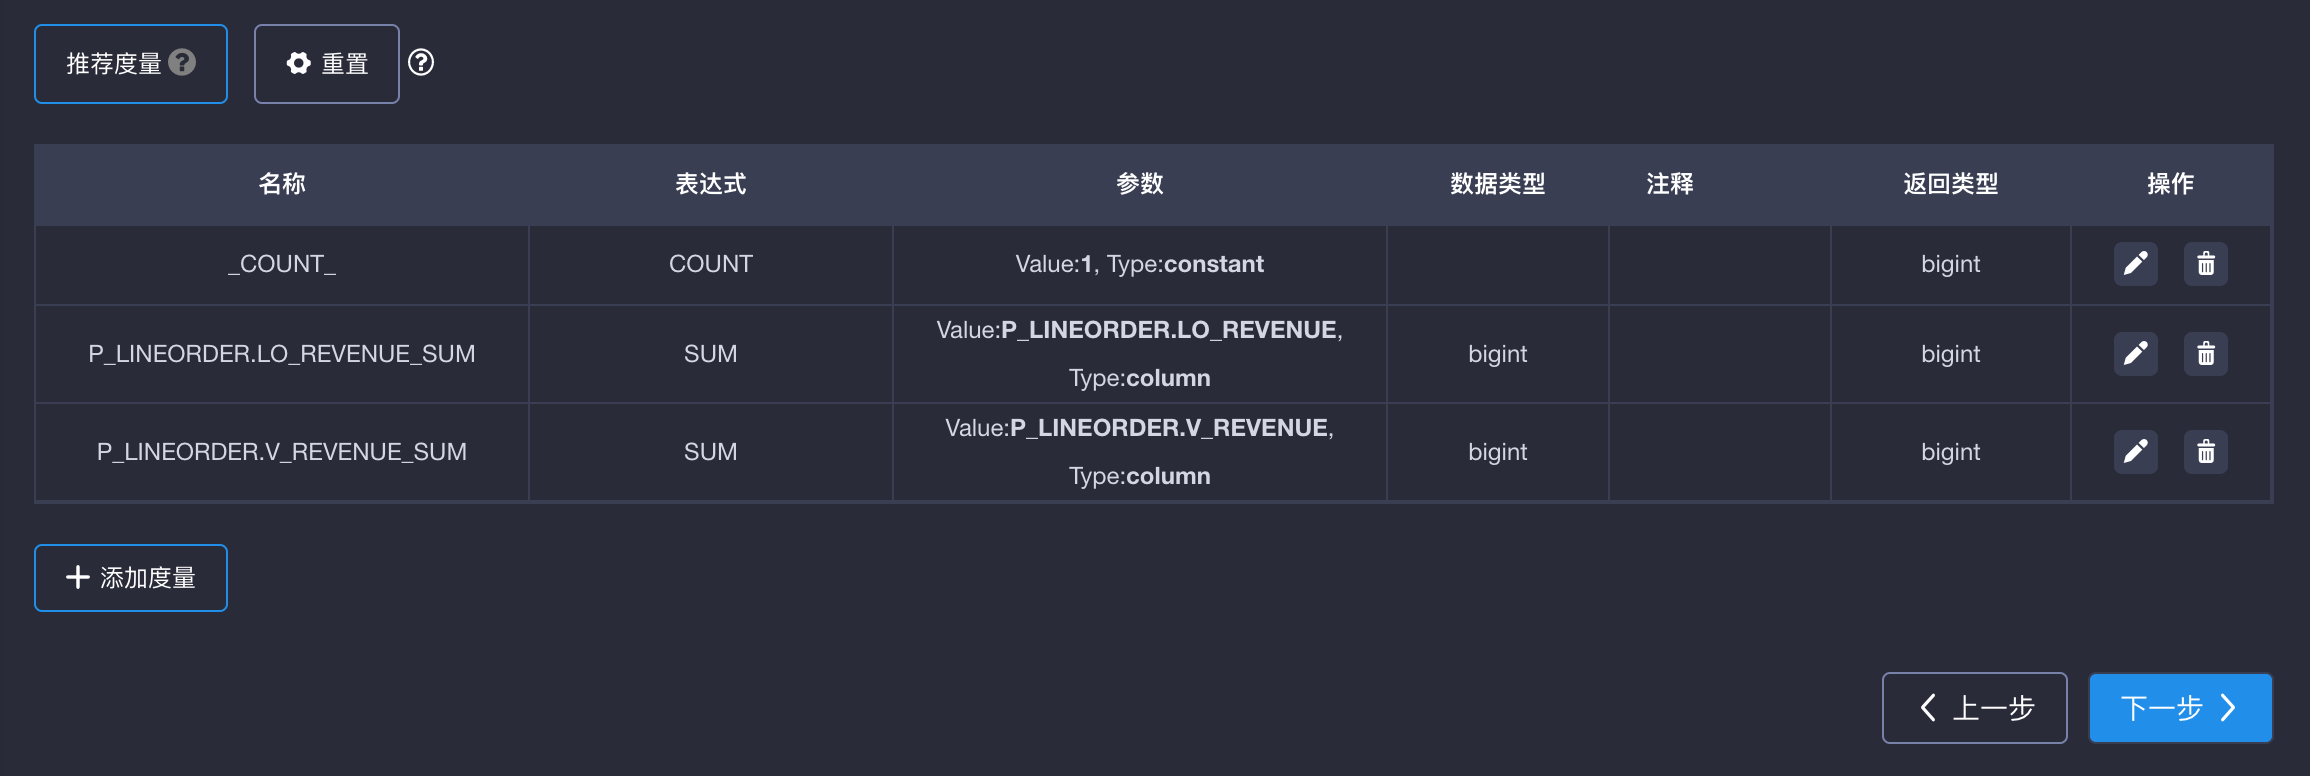 推荐度量 ? 重置 ?
名称 表达式 参数 数据类型 注释 返回类型 操作
_COUNT_ COUNT Value:1, Type:constant bigint
P_LINEORDER.LO_REVENUE_SUM SUM Value:P_LINEORDER.LO_REVENUE, bigint bigint
Type:column
P_LINEORDER.V_REVENUE_SUM SUM Value:P_LINEORDER.V_REVENUE, bigint bigint
Type:column
添加度量
上一步 下一步